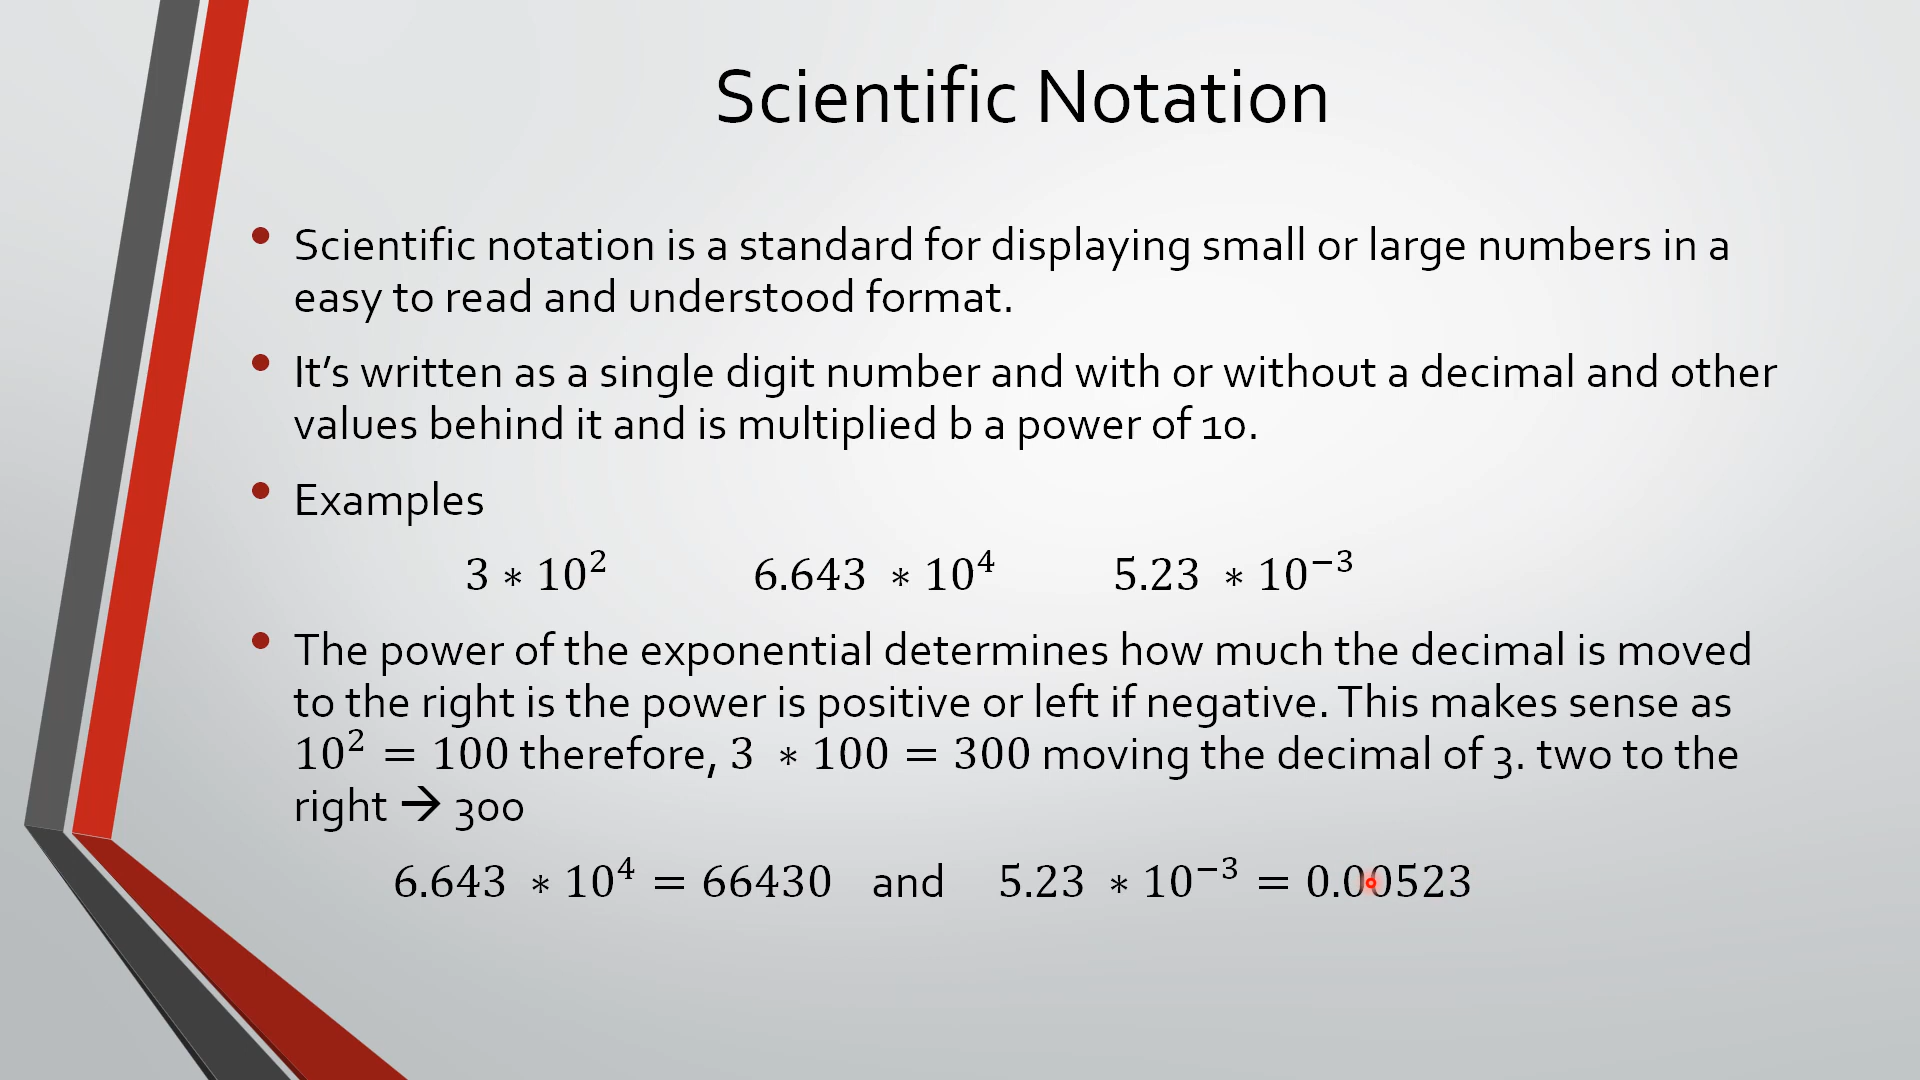 Scientific Notation
• Scientific notation is a standard for displaying small or large numbers in a
easy to read and understood format.
• It’s written as a single digit number and with or without a decimal and other
values behind it and is multiplied b a power of 10.
• Examples
3 ∗ 10² 6.643 ∗ 10⁴ 5.23 ∗ 10⁻³
• The power of the exponential determines how much the decimal is moved
to the right is the power is positive or left if negative. This makes sense as
10² = 100 therefore, 3 ∗ 100 = 300 moving the decimal of 3. two to the
right → 300
6.643 ∗ 10⁴ = 66430 and 5.23 ∗ 10⁻³ = 0.00523